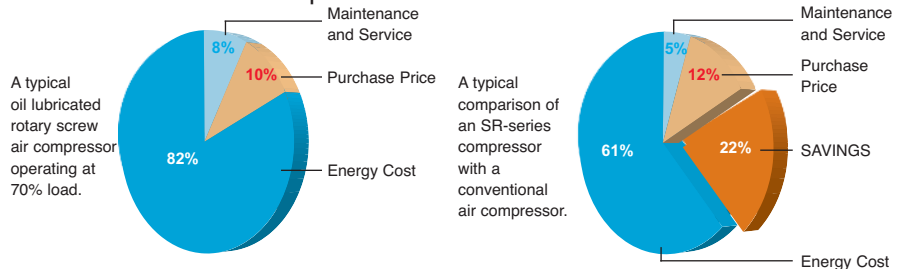 Maintenance
and Service
8%
10%
Purchase Price
82%
Energy Cost
A typical
oil lubricated
rotary screw
air compressor
operating at
70% load.
Maintenance
and Service
5%
12%
Purchase
Price
61%
22%
SAVINGS
Energy Cost
A typical
comparison of
an SR-series
compressor
with a
conventional
air compressor.